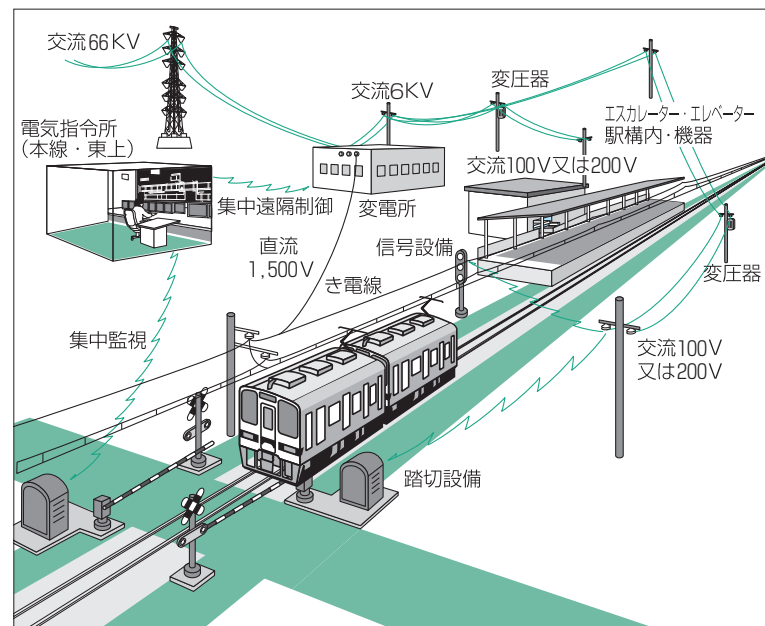 交流66KV
電気指令所
(本線・東上)
集中遠隔制御
変電所
交流6KV
変圧器
エスカレーター・エレベーター
駅構内・機器
交流100V又は200V
直流
1,500V
き電線
信号設備
変圧器
集中監視
交流100V
又は200V
踏切設備